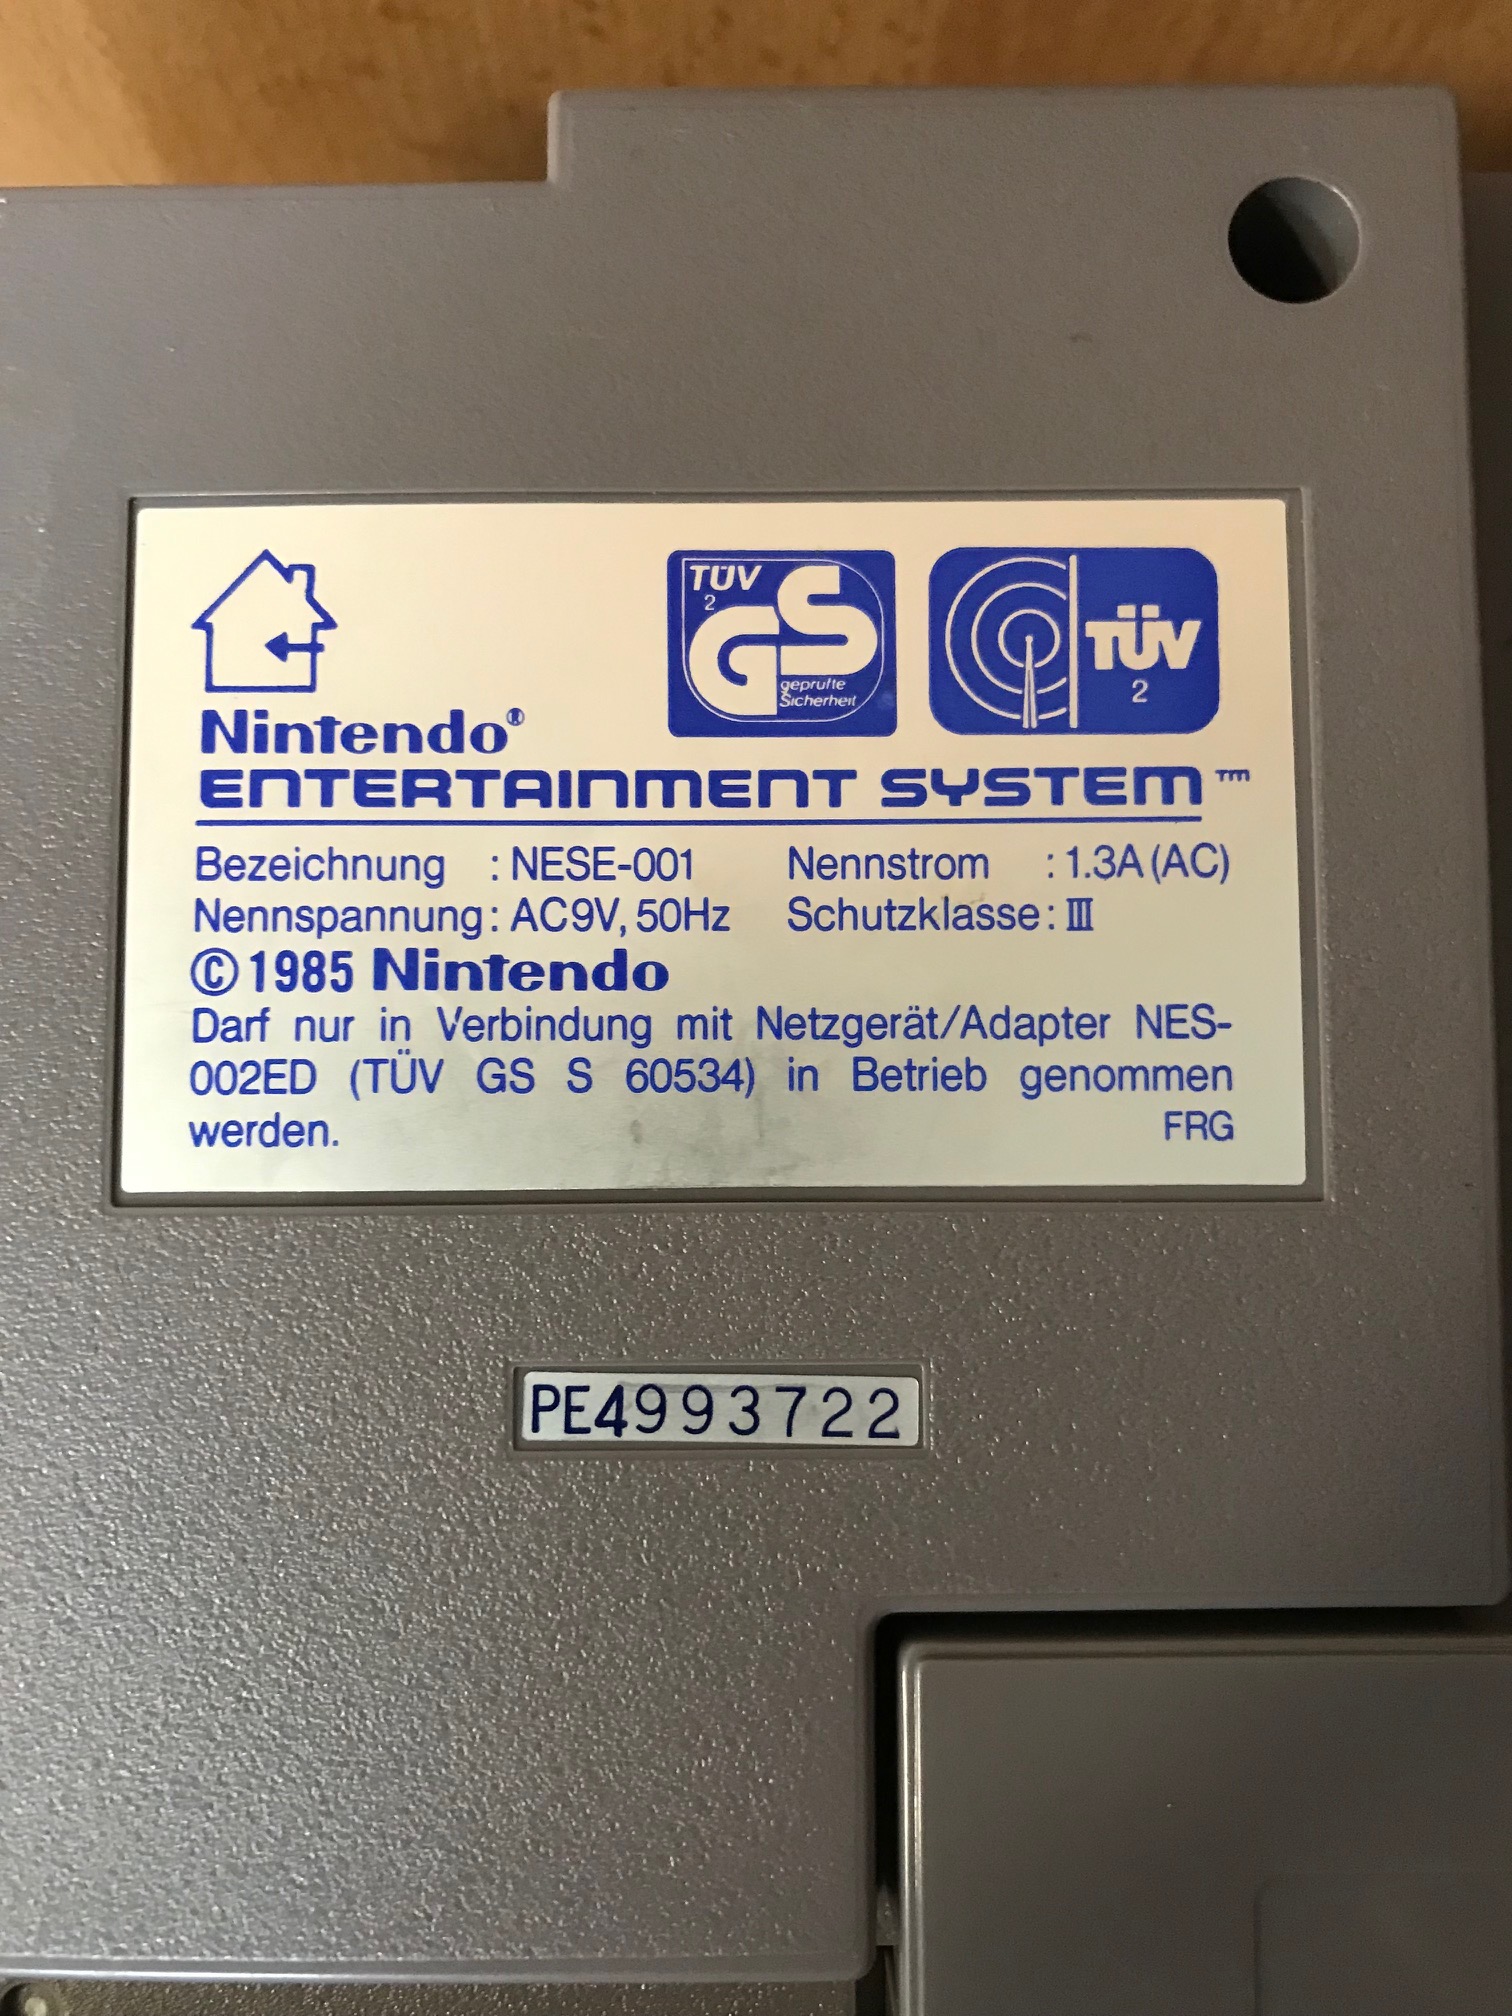 TÜV
2
GS
geprüfte
Sicherheit
TÜV
2
Nintendo®
ENTERTAINMENT SYSTEM™
Bezeichnung : NESE-001 Nennstrom : 1.3A (AC)
Nennspannung: AC9V, 50Hz Schutzklasse: III
©1985 Nintendo
Darf nur in Verbindung mit Netzgerät/Adapter NES-
002ED (TÜV GS S 60534) in Betrieb genommen
werden. FRG
PE4993722